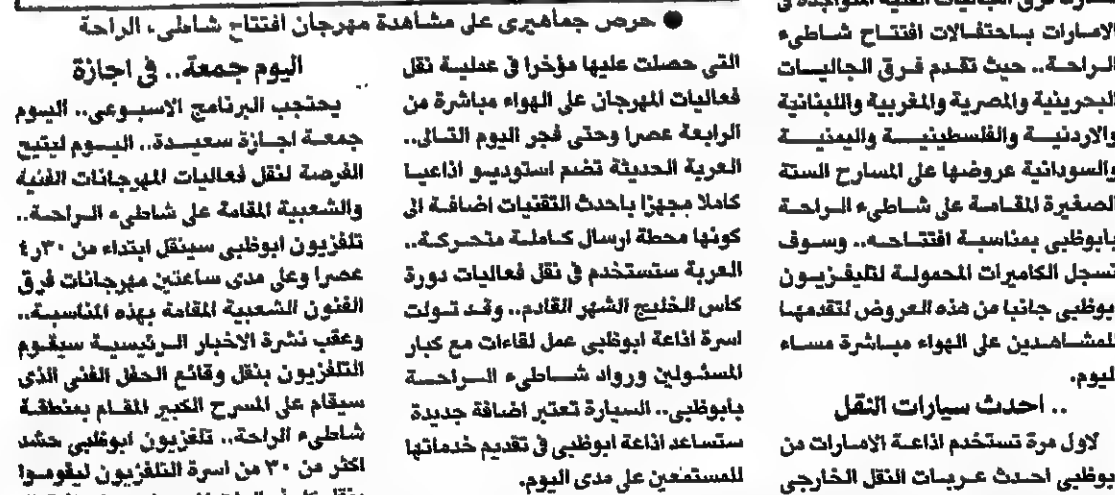 ● حرص جماهيرى على مشاهدة مهرجان افتتاح شاطىء الراحة
الامارات باحتفالات افتتاح شاطىء
الراحة.. حيث تقدم فرق الجاليات
البحرينية والمصرية والمغربية واللبنانية
والاردنية والفلسطينية واليمنية
والسودانية عروضها على المسارح الستة
الصغيرة المقامة على شاطىء الراحة
بابوظبي بمناسبة افتتاحه.. وسوف
تسجل الكاميرات المحمولة لتليفزيون
ابوظبي جانبا من هذه العروض لتقدمها
للمشاهدين على الهواء مباشرة مساء
اليوم.
.. احدث سيارات النقل
لاول مرة تستخدم اذاعة الامارات من
ابوظبي احدث عربات النقل الخارجي
التي حصلت عليها مؤخرا في عملية نقل
فعاليات المهرجان على الهواء مباشرة من
الرابعة عصرا وحتى فجر اليوم التالى..
العربة الحديثة تضم استوديو اذاعيا
كاملا مجهزا باحدث التقنيات اضافة الى
كونها محطة ارسال كاملة متحركة..
العربة ستستخدم في نقل فعاليات دورة
كاس الخليج الشهر القادم.. وقد تولت
اسرة اذاعة ابوظبي عمل لقاءات مع كبار
المسئولين ورواد شاطىء الراحة
بابوظبي.. السيارة تعتبر اضافة جديدة
ستساعد اذاعة ابوظبي في تقديم خدماتها
للمستمعين على مدى اليوم.
اليوم جمعة.. في اجازة
يحتجب البرنامج الاسبوعي.. اليوم
جمعة اجازة سعيدة.. اليوم ليتيح
الفرصة لنقل فعاليات المهرجانات الفنية
والشعبية المقامة على شاطىء الراحة..
تلفزيون ابوظبي سينقل ابتداء من ٣٠ر٤
عصرا وعلى مدى ساعتين مهرجانات فرق
الفنون الشعبية المقامة بهذه المناسبة..
وعقب نشرة الاخبار الرئيسية سيقوم
التلفزيون بنقل وقائع الحفل الفني الذى
سيقام على المسرح الكبير المقام بمنطقة
شاطىء الراحة.. تلفزيون ابوظبي حشد
اكثر من ٣٠ من اسرة التلفزيون ليقوموا